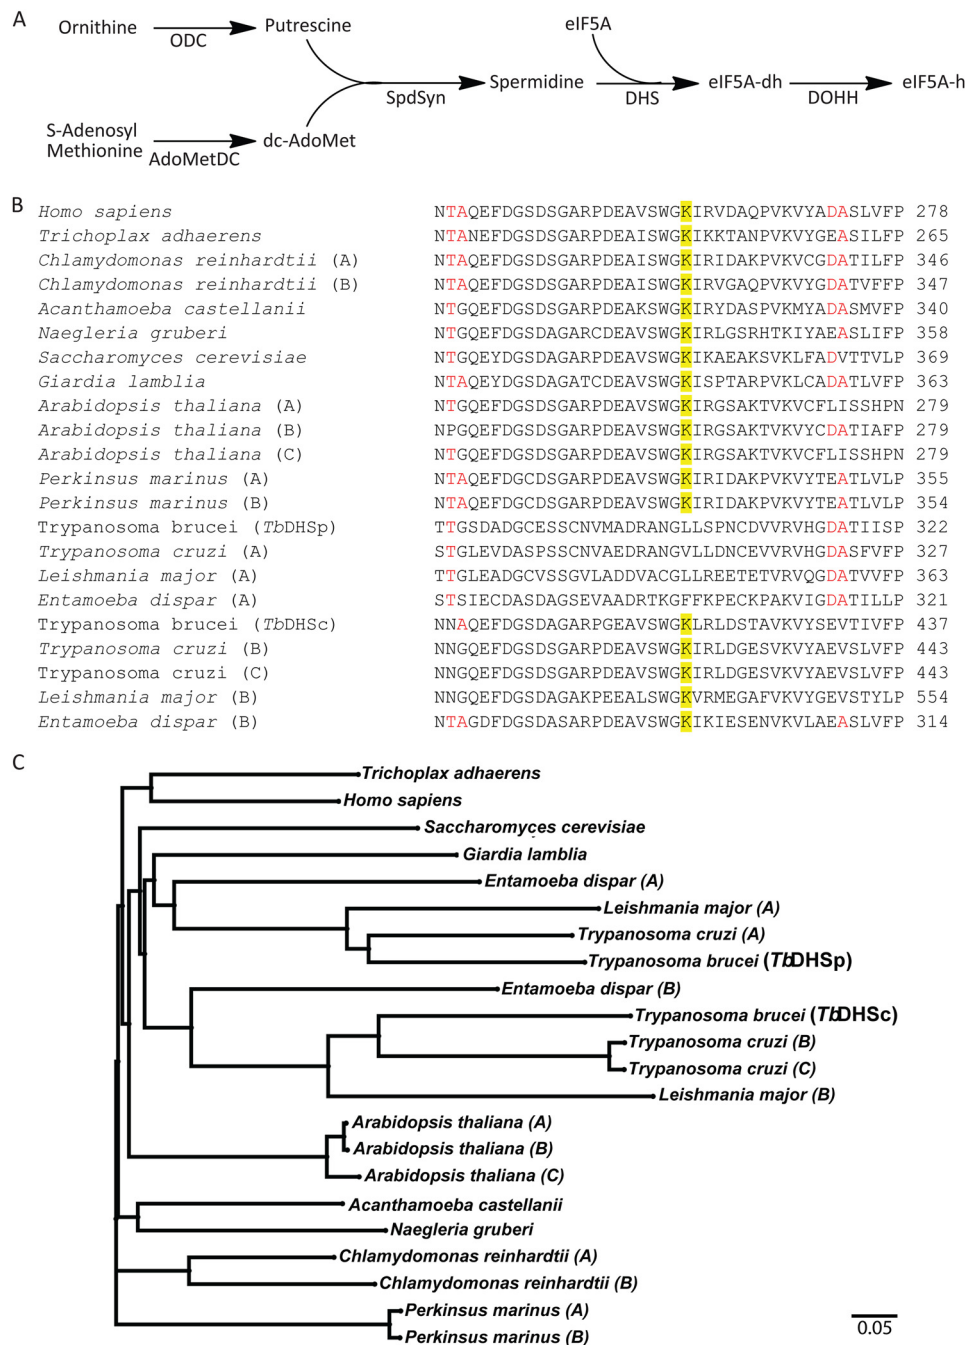 A
Ornithine
ODC
Putrescine
eIF5A
SpdSyn
Spermidine
DHS
eIF5A-dh
DOHH
eIF5A-h
S-Adenosyl
Methionine
AdoMetDC
dc-AdoMet
B
Homo sapiens NTAQEFDGSDSGARPDEAVSWGKIRVDAQPVKVYADASLVFP 278
Trichoplax adhaerens NTANEFDGSDSGARPDEAISWGKIKKTANPVKVYGEASILFP 265
Chlamydomonas reinhardtii (A) NTAQEFDGSDSGARPDEAISWGKIRIDAKPVKVCGDATILFP 346
Chlamydomonas reinhardtii (B) NTAQEFDGSDSGARPDEAVSWGKIRVGAQPVKVYGDATVFFP 347
Acanthamoeba castellanii NTGQEFDGSDSGARPDEAKSWGKIRYDASPVKMYADASMVFP 340
Naegleria gruberi NTGQEFDGSDAGARCDEAVSWGKIRLGSRHTKIYAEASLIFP 358
Saccharomyces cerevisiae NTGQEYDGSDAGARPDEAVSWGKIKAEAKSVKLFADVTTVLP 369
Giardia lamblia NTAQEYDGSDAGATCDEAVSWGKISPTARPVKLCADATLVFP 363
Arabidopsis thaliana (A) NTGQEFDGSDSGARPDEAVSWGKIRGSAKTVKVCFLISSHPN 279
Arabidopsis thaliana (B) NPGQEFDGSDSGARPDEAVSWGKIRGSAKTVKVYCDATIAFP 279
Arabidopsis thaliana (C) NTGQEFDGSDSGARPDEAVSWGKIRGSAKTVKVCFLISSHPN 279
Perkinsus marinus (A) NTAQEFDGCDSGARPDEAVSWGKIRIDAKPVKVYTEATLVLP 355
Perkinsus marinus (B) NTAQEFDGCDSGARPDEAVSWGKIRIDAKPVKVYTEATLVLP 354
Trypanosoma brucei (TbDHSp) TTGSDADGCESSCNVMADRANGLLSPNCDVVRVHGDATIISP 322
Trypanosoma cruzi (A) STGLEVDASPSSCNVAEDRANGVLLDNCEVVRVHGDASFVFP 327
Leishmania major (A) TTGLEADGCVSSGVLADDVACGLLREETETVRVQGDATVVFP 363
Entamoeba dispar (A) STSIECDASDAGSEVAADRTKGFFKPECKPAKVIGDATILLP 321
Trypanosoma brucei (TbDHSc) NNAQEFDGSDAGARPGEAVSWGKLRLDSTAVKVYSEVTIVFP 437
Trypanosoma cruzi (B) NNGQEFDGSDAGARPDEAVSWGKIRLDGESVKVYAEVSLVFP 443
Trypanosoma cruzi (C) NNGQEFDGSDAGARPDEAVSWGKIRLDGESVKVYAEVSLVFP 443
Leishmania major (B) NNGQEFDGSDAGAKPEEALSWGKVRMEGAFVKVYGEVSTYLP 554
Entamoeba dispar (B) NTAGDFDGSDASARPDEAVSWGKIKIESENVKVLAEASLVFP 314
C
Trichoplax adhaerens
Homo sapiens
Saccharomyces cerevisiae
Giardia lamblia
Entamoeba dispar (A)
Leishmania major (A)
Trypanosoma cruzi (A)
Trypanosoma brucei (TbDHSp)
Entamoeba dispar (B)
Trypanosoma brucei (TbDHSc)
Trypanosoma cruzi (B)
Trypanosoma cruzi (C)
Leishmania major (B)
Arabidopsis thaliana (A)
Arabidopsis thaliana (B)
Arabidopsis thaliana (C)
Acanthamoeba castellanii
Naegleria gruberi
Chlamydomonas reinhardtii (A)
Chlamydomonas reinhardtii (B)
Perkinsus marinus (A)
Perkinsus marinus (B)
0.05